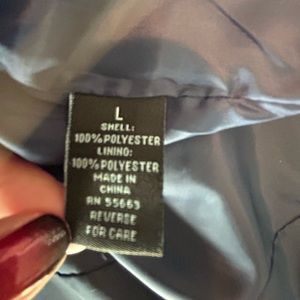 L
SHELL:
100% POLYESTER
LINING:
100% POLYESTER
MADE IN
CHINA
RN 55663
REVERSE
FOR CARE